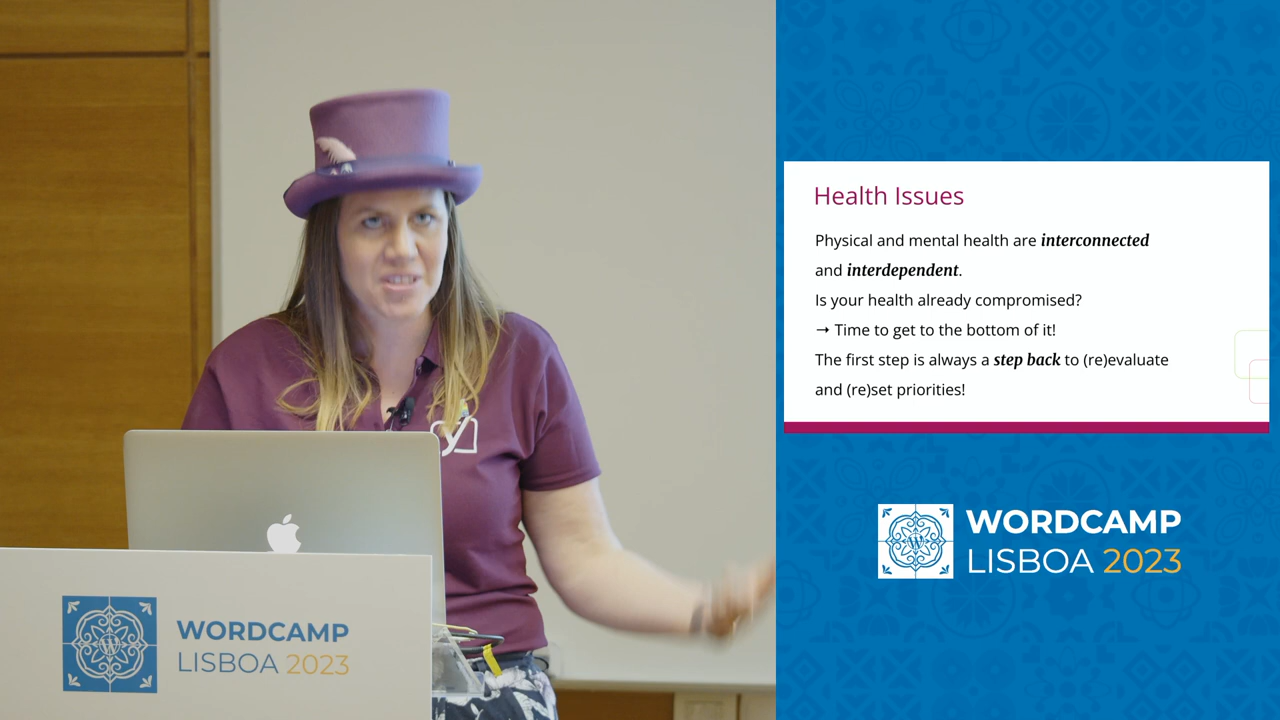 WORDCAMP
LISBOA 2023
Health Issues
Physical and mental health are interconnected
and interdependent.
Is your health already compromised?
→ Time to get to the bottom of it!
The first step is always a step back to (re)evaluate
and (re)set priorities!
WORDCAMP
LISBOA 2023